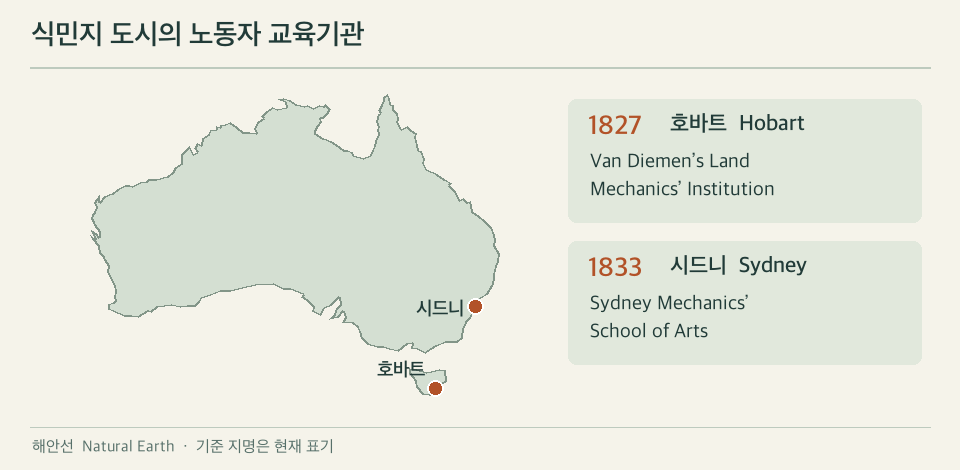 식민지 도시의 노동자 교육기관
시드니
호바트
1827 호바트 Hobart
Van Diemen’s Land
Mechanics’ Institution
1833 시드니 Sydney
Sydney Mechanics’
School of Arts
해안선 Natural Earth · 기준 지명은 현재 표기